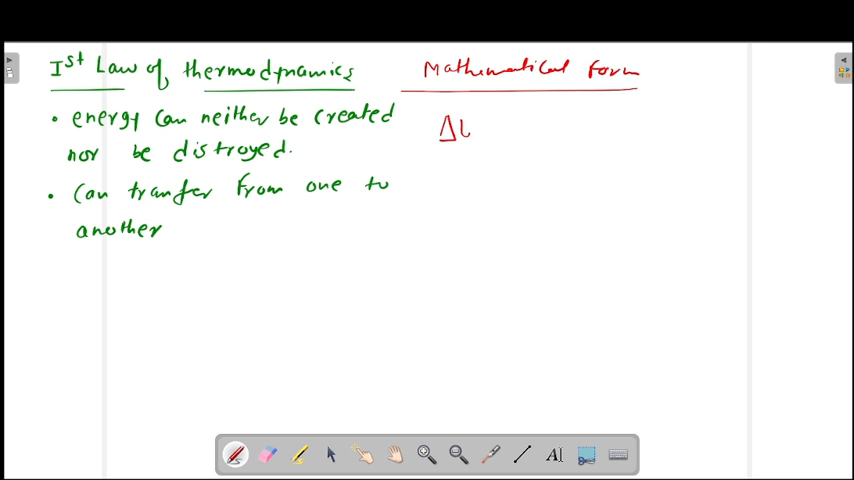 Ist Law of thermodynamics
• energy can neither be created
nor be distroyed.
• Can tranfer from one to
another
Mathematical form
Δ